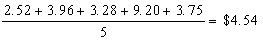 2.52 + 3.96 + 3.28 + 9.20 + 3.75
5
= $4.54